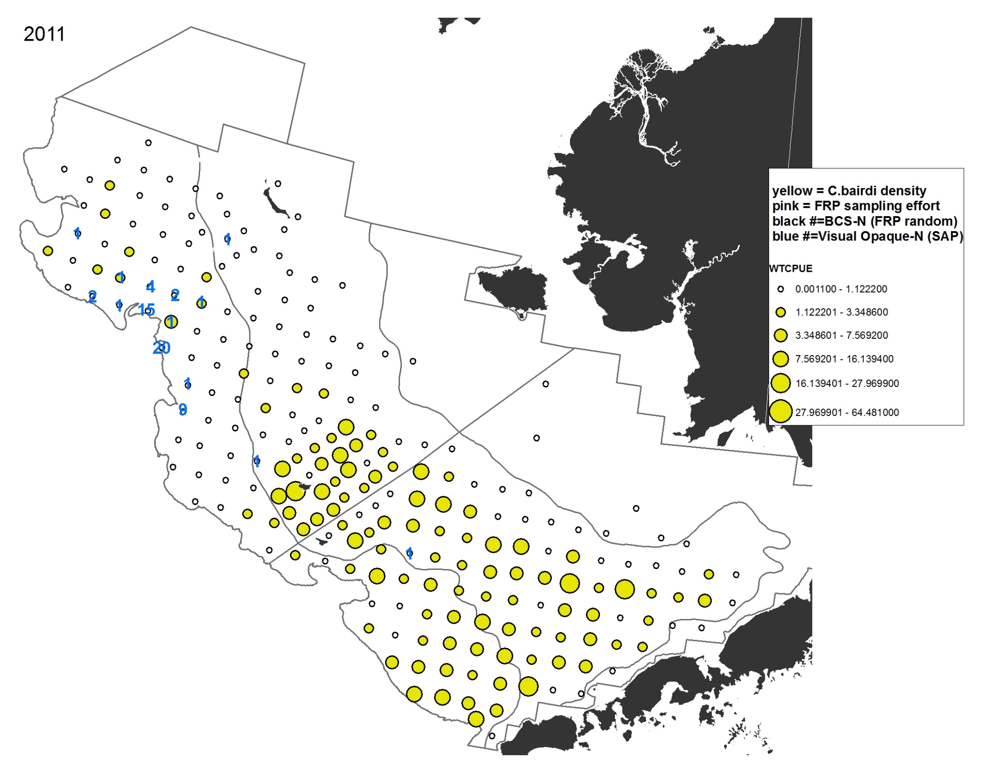 2011
yellow = C.bairdi density
pink = FRP sampling effort
black #=BCS-N (FRP random)
blue #=Visual Opaque-N (SAP)
1
1
WTCPUE
1
0.001100 - 1.122200
4
2
2
1
1
15
1.122201 - 3.348600
1
3.348601 - 7.569200
20
7.569201 - 16.139400
1
16.139401 - 27.969900
9
27.969901 - 64.481000
1
1